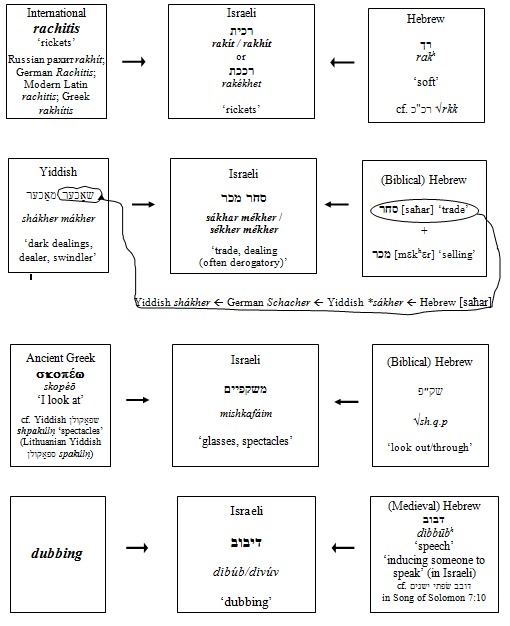 International
rachitis
‘rickets’
Russian рахит rakhít;
German Rachitis;
Modern Latin
rachitis; Greek
rakhítis
Israeli
רכית
rakít / rakhít
or
רככת
rakékhet
‘rickets’
Hebrew
רך
rakʰ
‘soft’
cf. רכ"כ √rkk
Yiddish
שאַכער מאַכער
shákher mákher
‘dark dealings,
dealer, swindler’
Israeli
סחר מכר
sákhar mékher /
sékher mékher
‘trade, dealing
(often derogatory)’
(Biblical) Hebrew
סחר [saħar] ‘trade’
+
מכר [mɛkʰɛr] ‘selling’
Yiddish shákher ← German Schacher ← Yiddish *sákher ← Hebrew [saħar]
Ancient Greek
σκοπέω
skopéō
‘I look at’
cf. Yiddish שפּאַקולן
shpakúlņ ‘spectacles’
(Lithuanian Yiddish
ספּאַקולן spakúlņ)
Israeli
משקפיים
mishkafáim
‘glasses, spectacles’
(Biblical) Hebrew
שק״פ
√sh.q.p
‘look out/through’
dubbing
Israeli
דיבוב
dibúb/divúv
‘dubbing’
(Medieval) Hebrew
דבוב
dibbūbʰ
‘speech’
‘inducing someone to
speak’ (in Israeli)
cf. דובב שפתי ישנים
in Song of Solomon 7:10